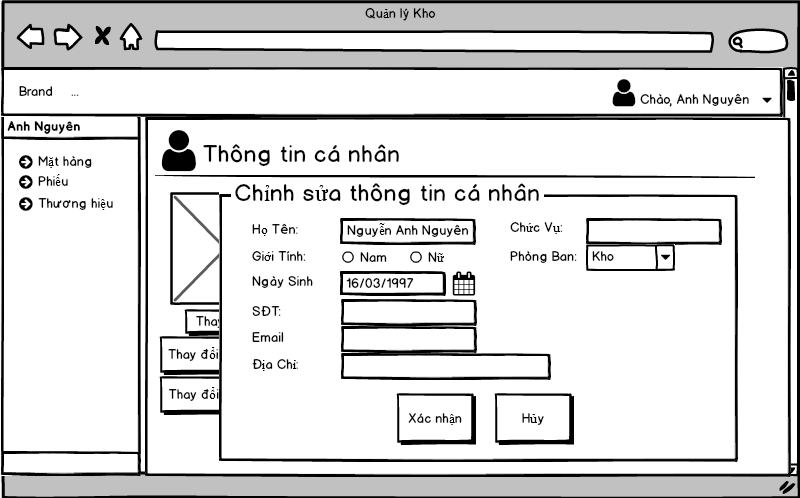 Quản lý Kho
Brand ...
Chào, Anh Nguyên
Anh Nguyên
Mặt hàng
Phiếu
Thương hiệu
Thông tin cá nhân
Chỉnh sửa thông tin cá nhân
Họ Tên: Nguyễn Anh Nguyên
Chức Vụ:
Giới Tính: Nam Nữ
Phòng Ban: Kho
Ngày Sinh 16/03/1997
SĐT:
Email
Địa Chỉ:
Thay
Thay đổi
Thay đổi
Xác nhận
Hủy